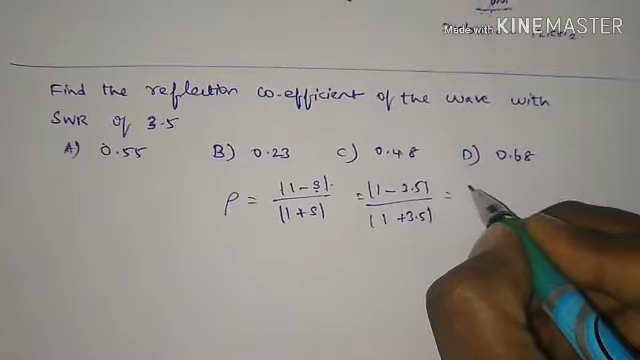 Made with KINEMASTER
Find the reflection co-efficient of the wave with
SWR of 3.5
A) 0.55 B) 0.23 C) 0.48 D) 0.68
ρ = |1-S| / |1+S| = |1-3.5| / |1+3.5| =